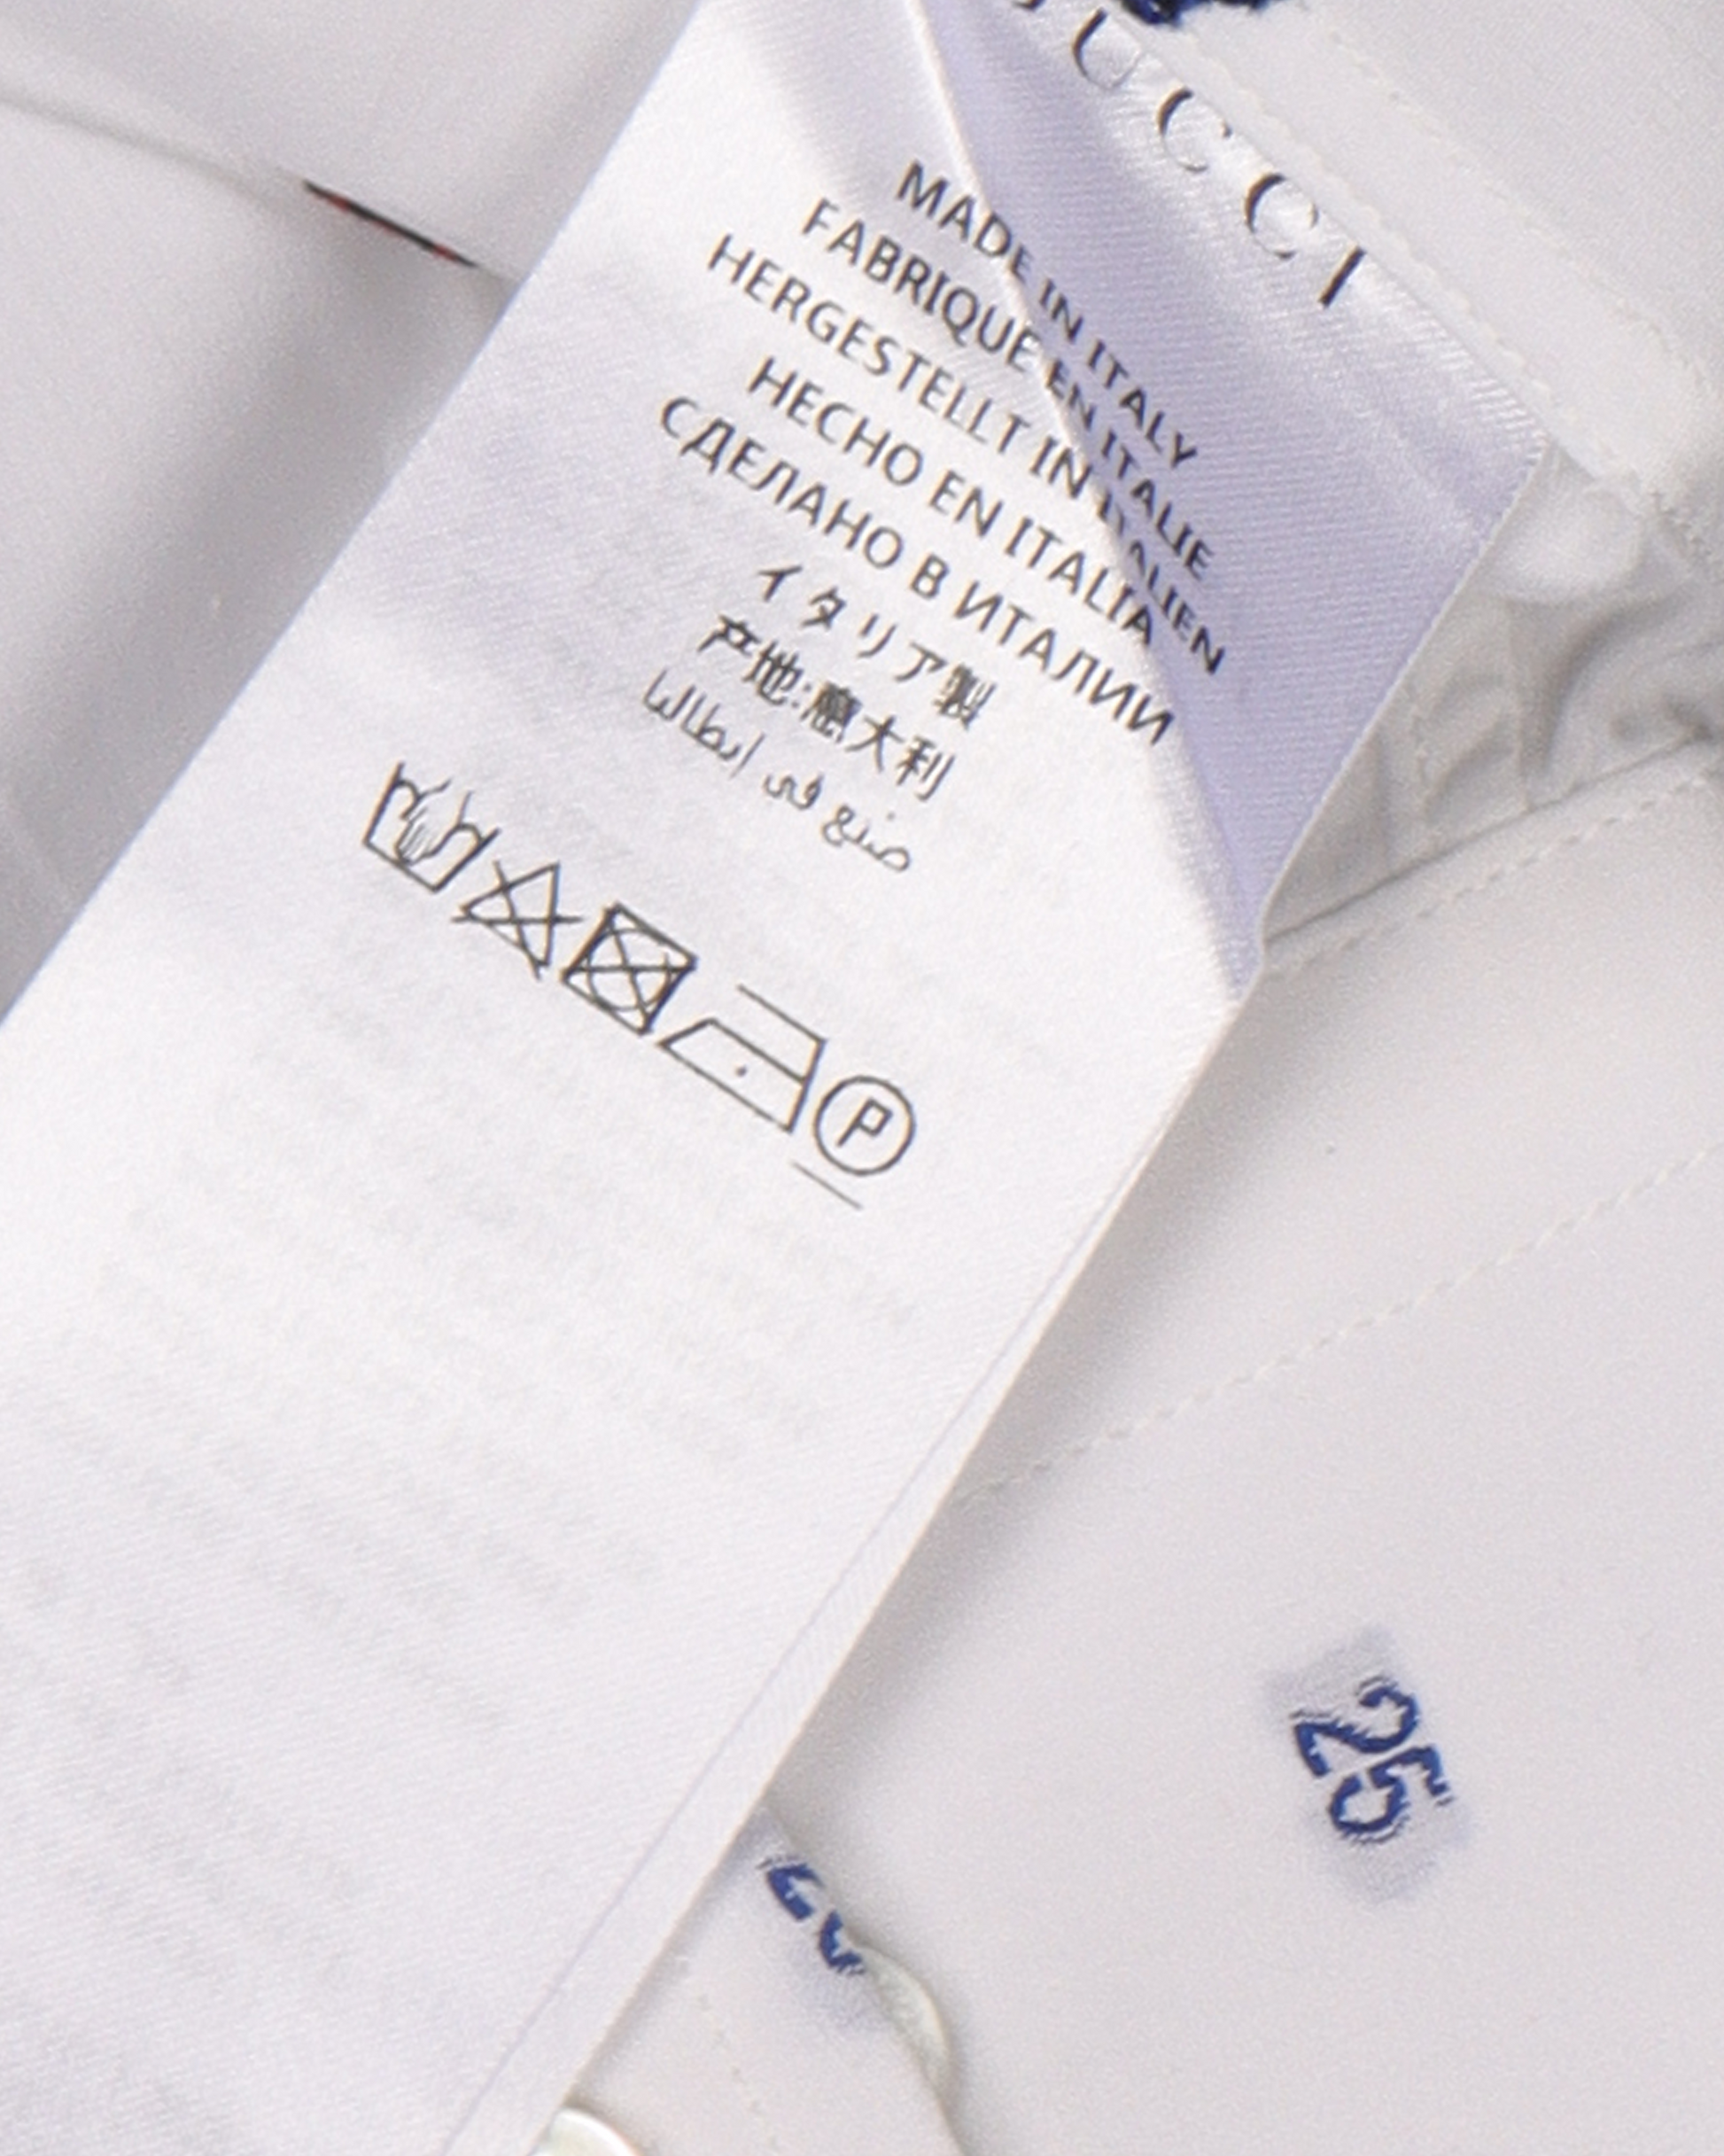 GUCCI
MADE IN ITALY
FABRIQUE EN ITALIE
HERGESTELLT IN ITALIEN
HECHO EN ITALIA
СДЕЛАНО В ИТАЛИИ
イタリア製
产地:意大利
صنع في ايطاليا
P
25